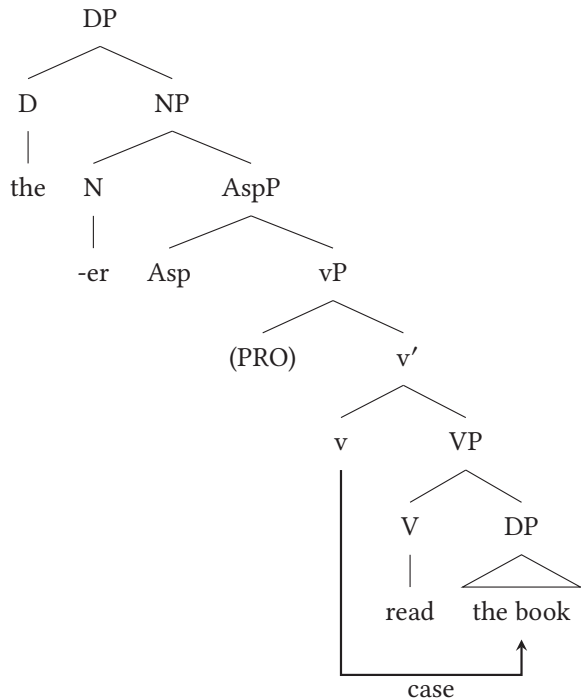 DP
D NP
the N AspP
-er Asp vP
(PRO) v′
v VP
V DP
read the book
case